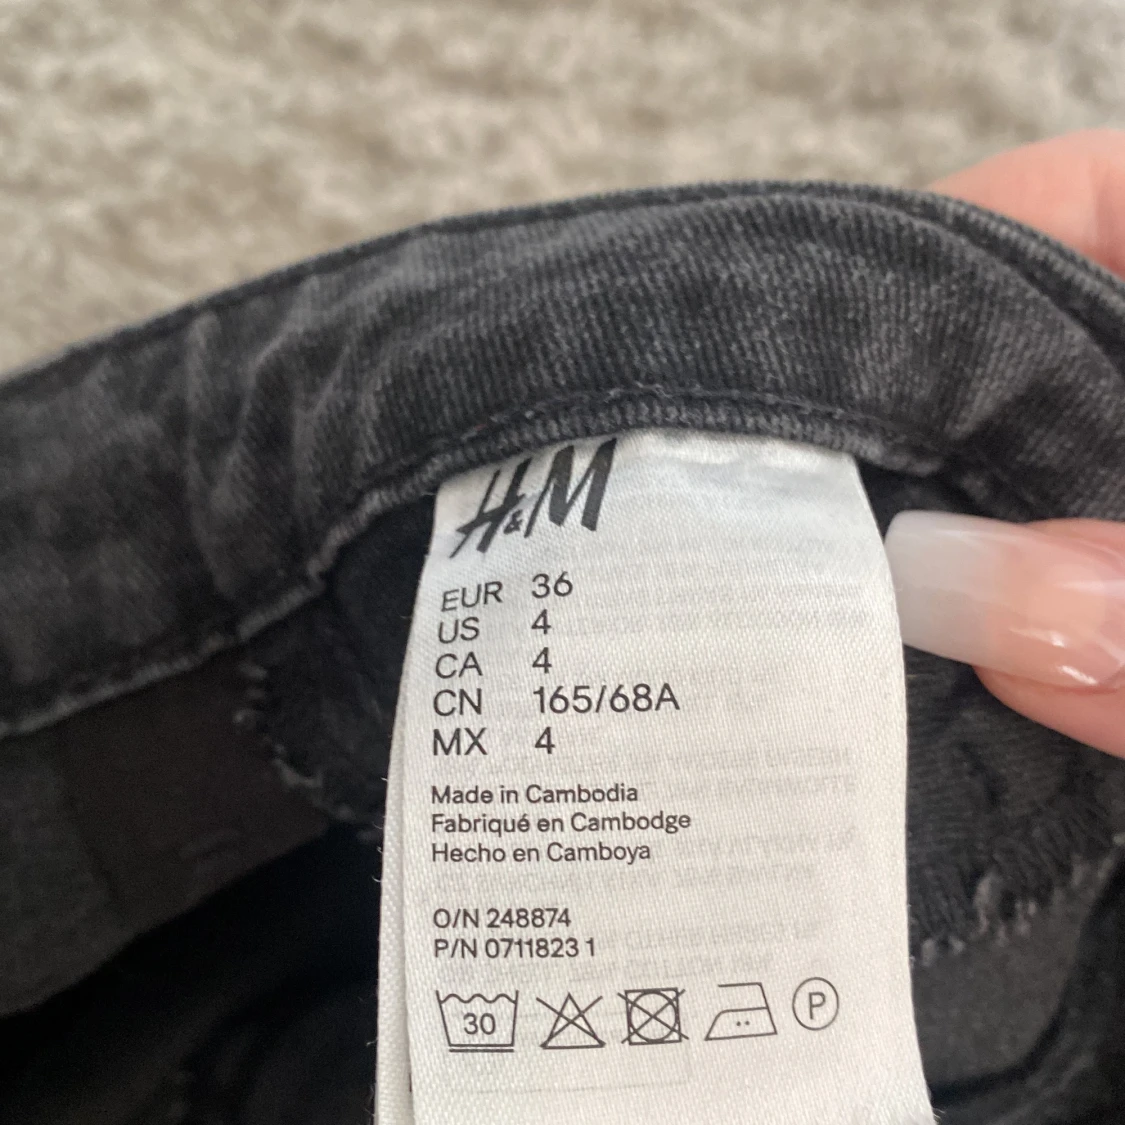 H&M
EUR 36
US 4
CA 4
CN 165/68A
MX 4
Made in Cambodia
Fabriqué en Cambodge
Hecho en Camboya
O/N 248874
P/N 0711823 1
30
P